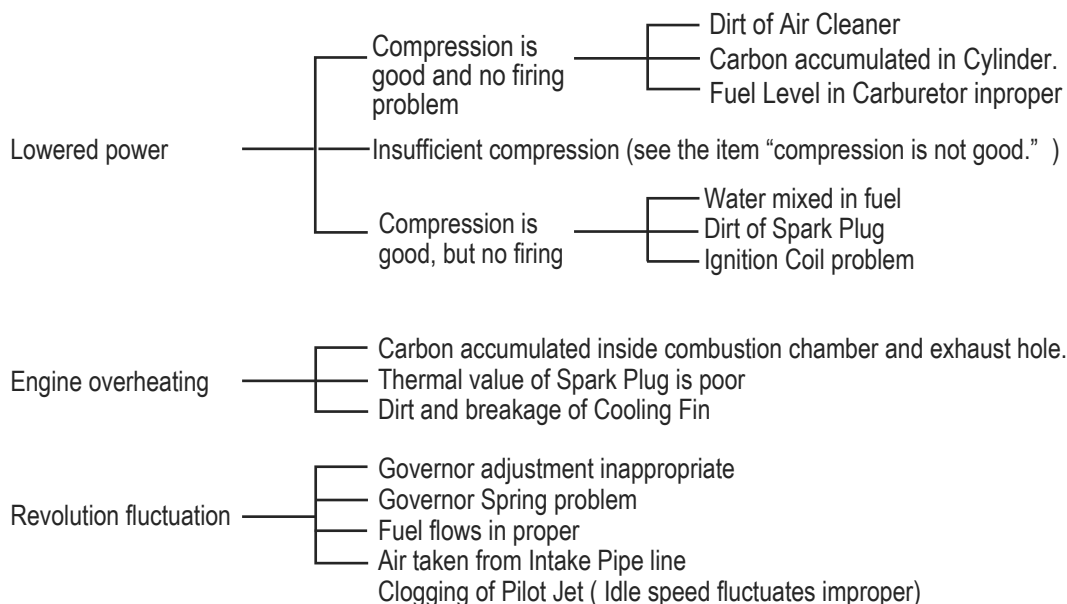 Lowered power
Compression is
good and no firing
problem
Dirt of Air Cleaner
Carbon accumulated in Cylinder.
Fuel Level in Carburetor inproper
Insufficient compression (see the item “compression is not good.” )
Compression is
good, but no firing
Water mixed in fuel
Dirt of Spark Plug
Ignition Coil problem
Engine overheating
Carbon accumulated inside combustion chamber and exhaust hole.
Thermal value of Spark Plug is poor
Dirt and breakage of Cooling Fin
Revolution fluctuation
Governor adjustment inappropriate
Governor Spring problem
Fuel flows in proper
Air taken from Intake Pipe line
Clogging of Pilot Jet ( Idle speed fluctuates improper)